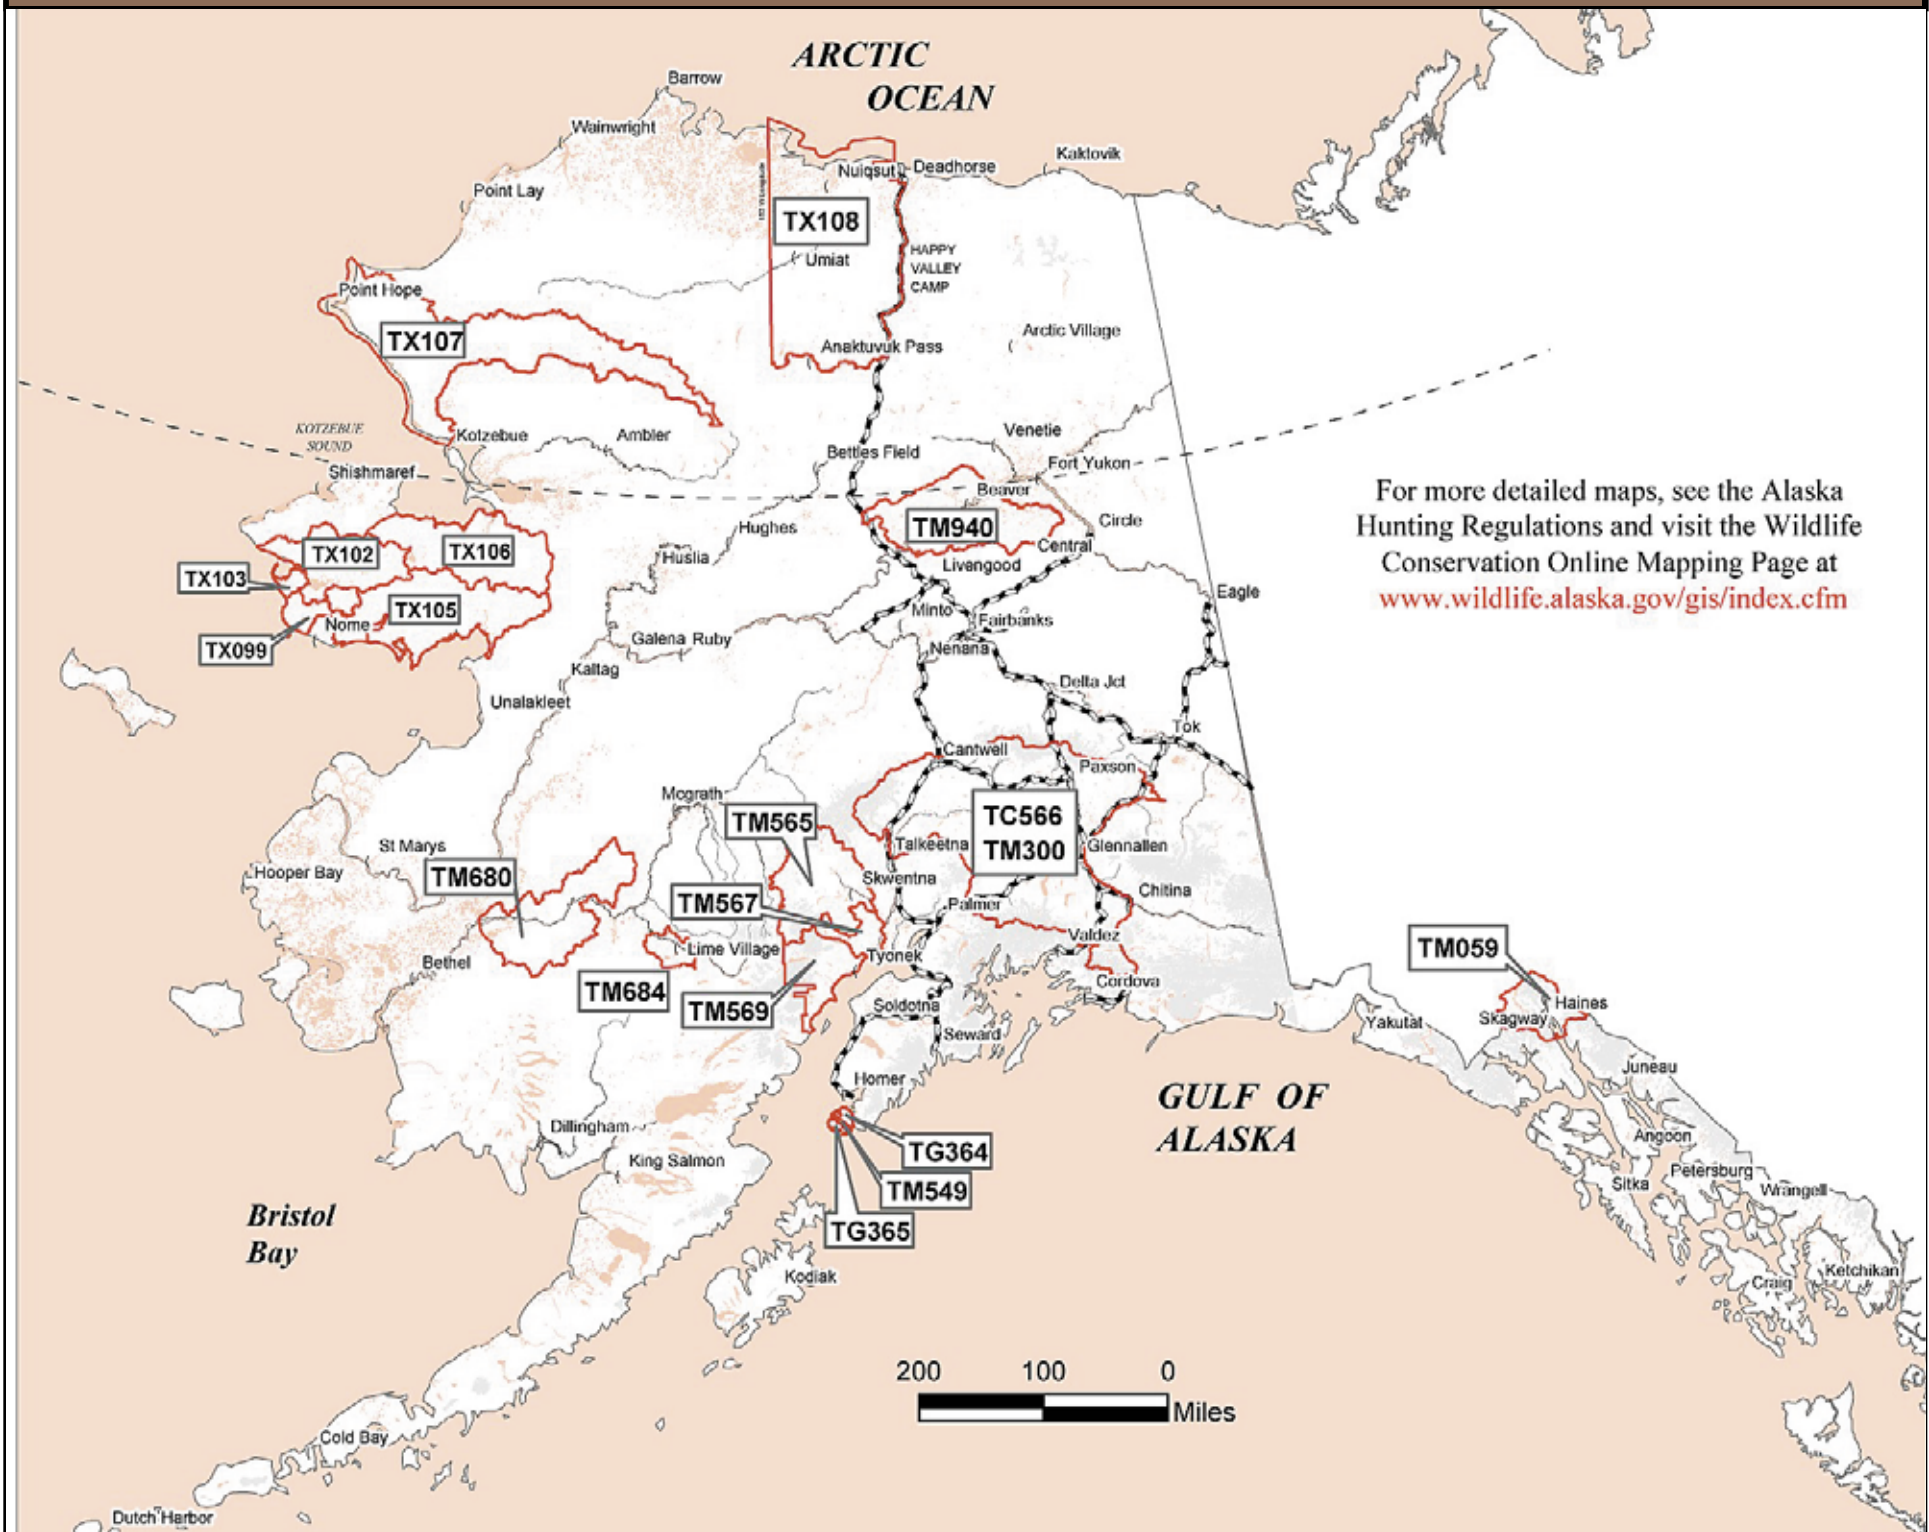 ARCTIC
OCEAN
Barrow
Wainwright
Kaktovik
Deadhorse
Nuiqsut
Point Lay
TX108
HAPPY
VALLEY
CAMP
Umiat
Point Hope
TX107
Arctic Village
Anaktuvuk Pass
KOTZEBUE
SOUND
Kotzebue
Ambler
Venetie
Bettles Field
Fort Yukon
Shishmaref
Beaver
For more detailed maps, see the Alaska
Hunting Regulations and visit the Wildlife
Conservation Online Mapping Page at
www.wildlife.alaska.gov/gis/index.cfm
Hughes
TM940
Circle
TX102
TX106
Central
Huslia
Livengood
TX103
Eagle
TX105
Minto
Nome
Fairbanks
TX099
Galena
Ruby
Nenana
Kaltag
Delta Jct
Unalakleet
Tok
Cantwell
Paxson
Mcgrath
TM565
TC566
TM300
St Marys
Talkeetna
Glennallen
Hooper Bay
TM680
Skwentna
Chitina
TM567
Palmer
Valdez
Lime Village
Tyonek
TM059
Bethel
Cordova
TM684
TM569
Soldotna
Haines
Skagway
Yakutat
Seward
Juneau
Homer
GULF OF
ALASKA
Dillingham
Angoon
TG364
King Salmon
Petersburg
Sitka
Wrangell
TM549
Bristol
Bay
TG365
Kodiak
Ketchikan
Craig
200 100 0
Miles
Cold Bay
Dutch Harbor